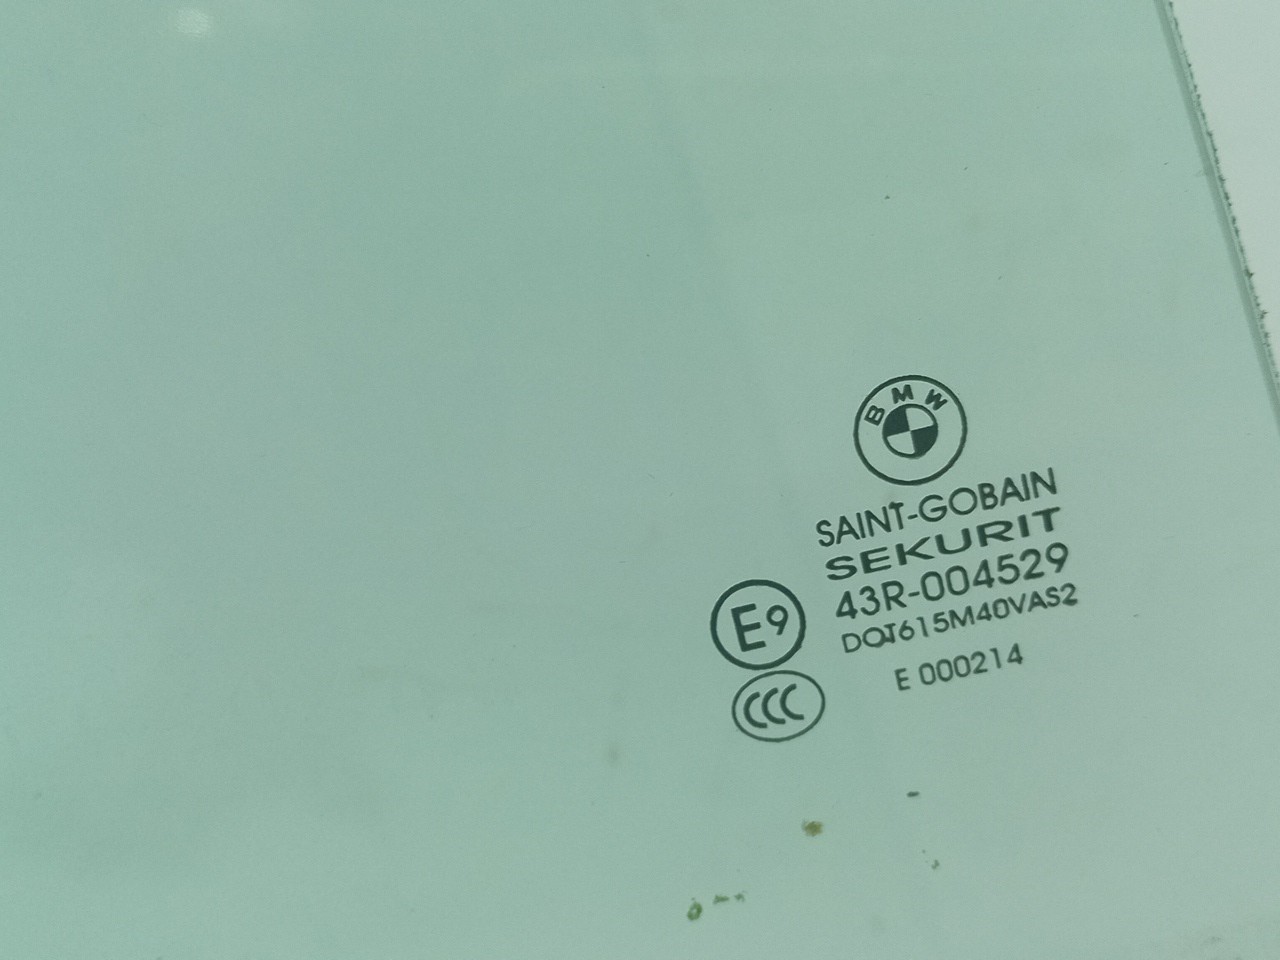 BMW
SAINT-GOBAIN
SEKURIT
43R-004529
DOT615M40VAS2
E 000214
E9
CCC